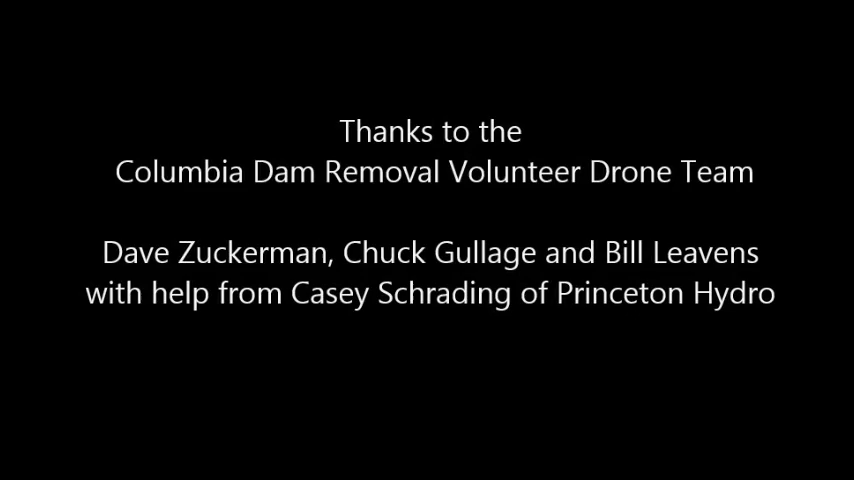 Thanks to the
Columbia Dam Removal Volunteer Drone Team
Dave Zuckerman, Chuck Gullage and Bill Leavens
with help from Casey Schrading of Princeton Hydro